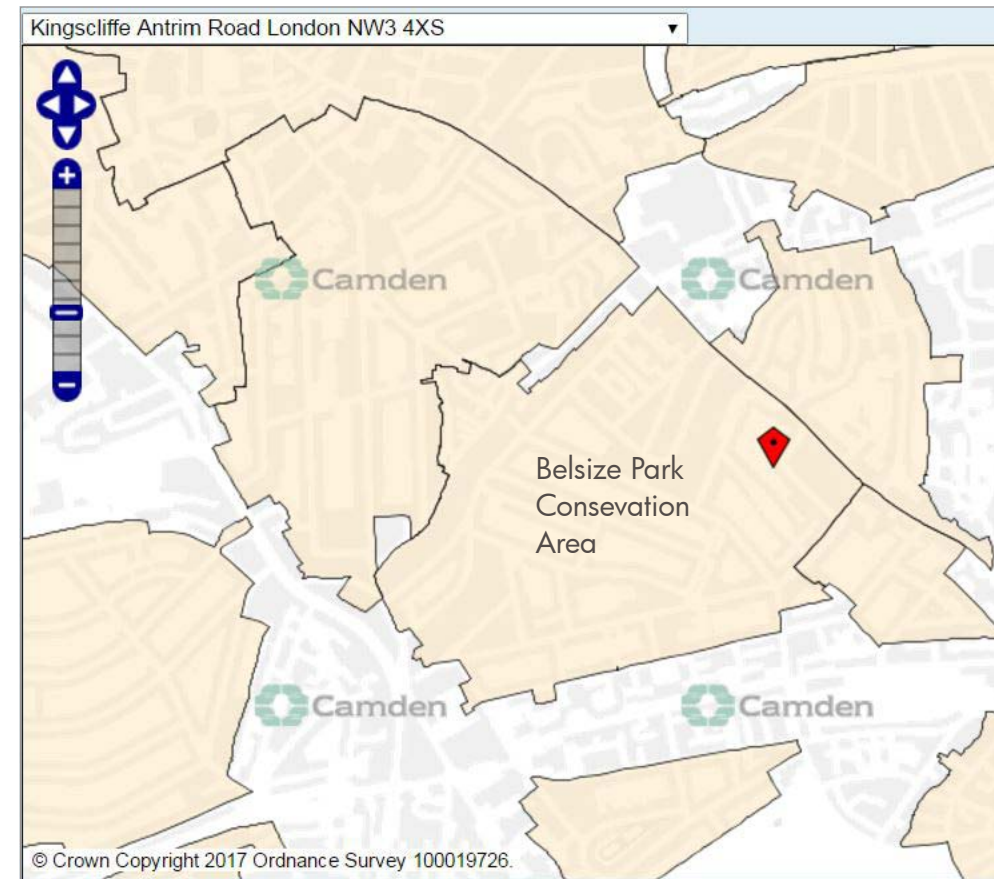 Kingscliffe Antrim Road London NW3 4XS
Camden
Camden
Belsize Park
Consevation
Area
Camden
Camden
© Crown Copyright 2017 Ordnance Survey 100019726.